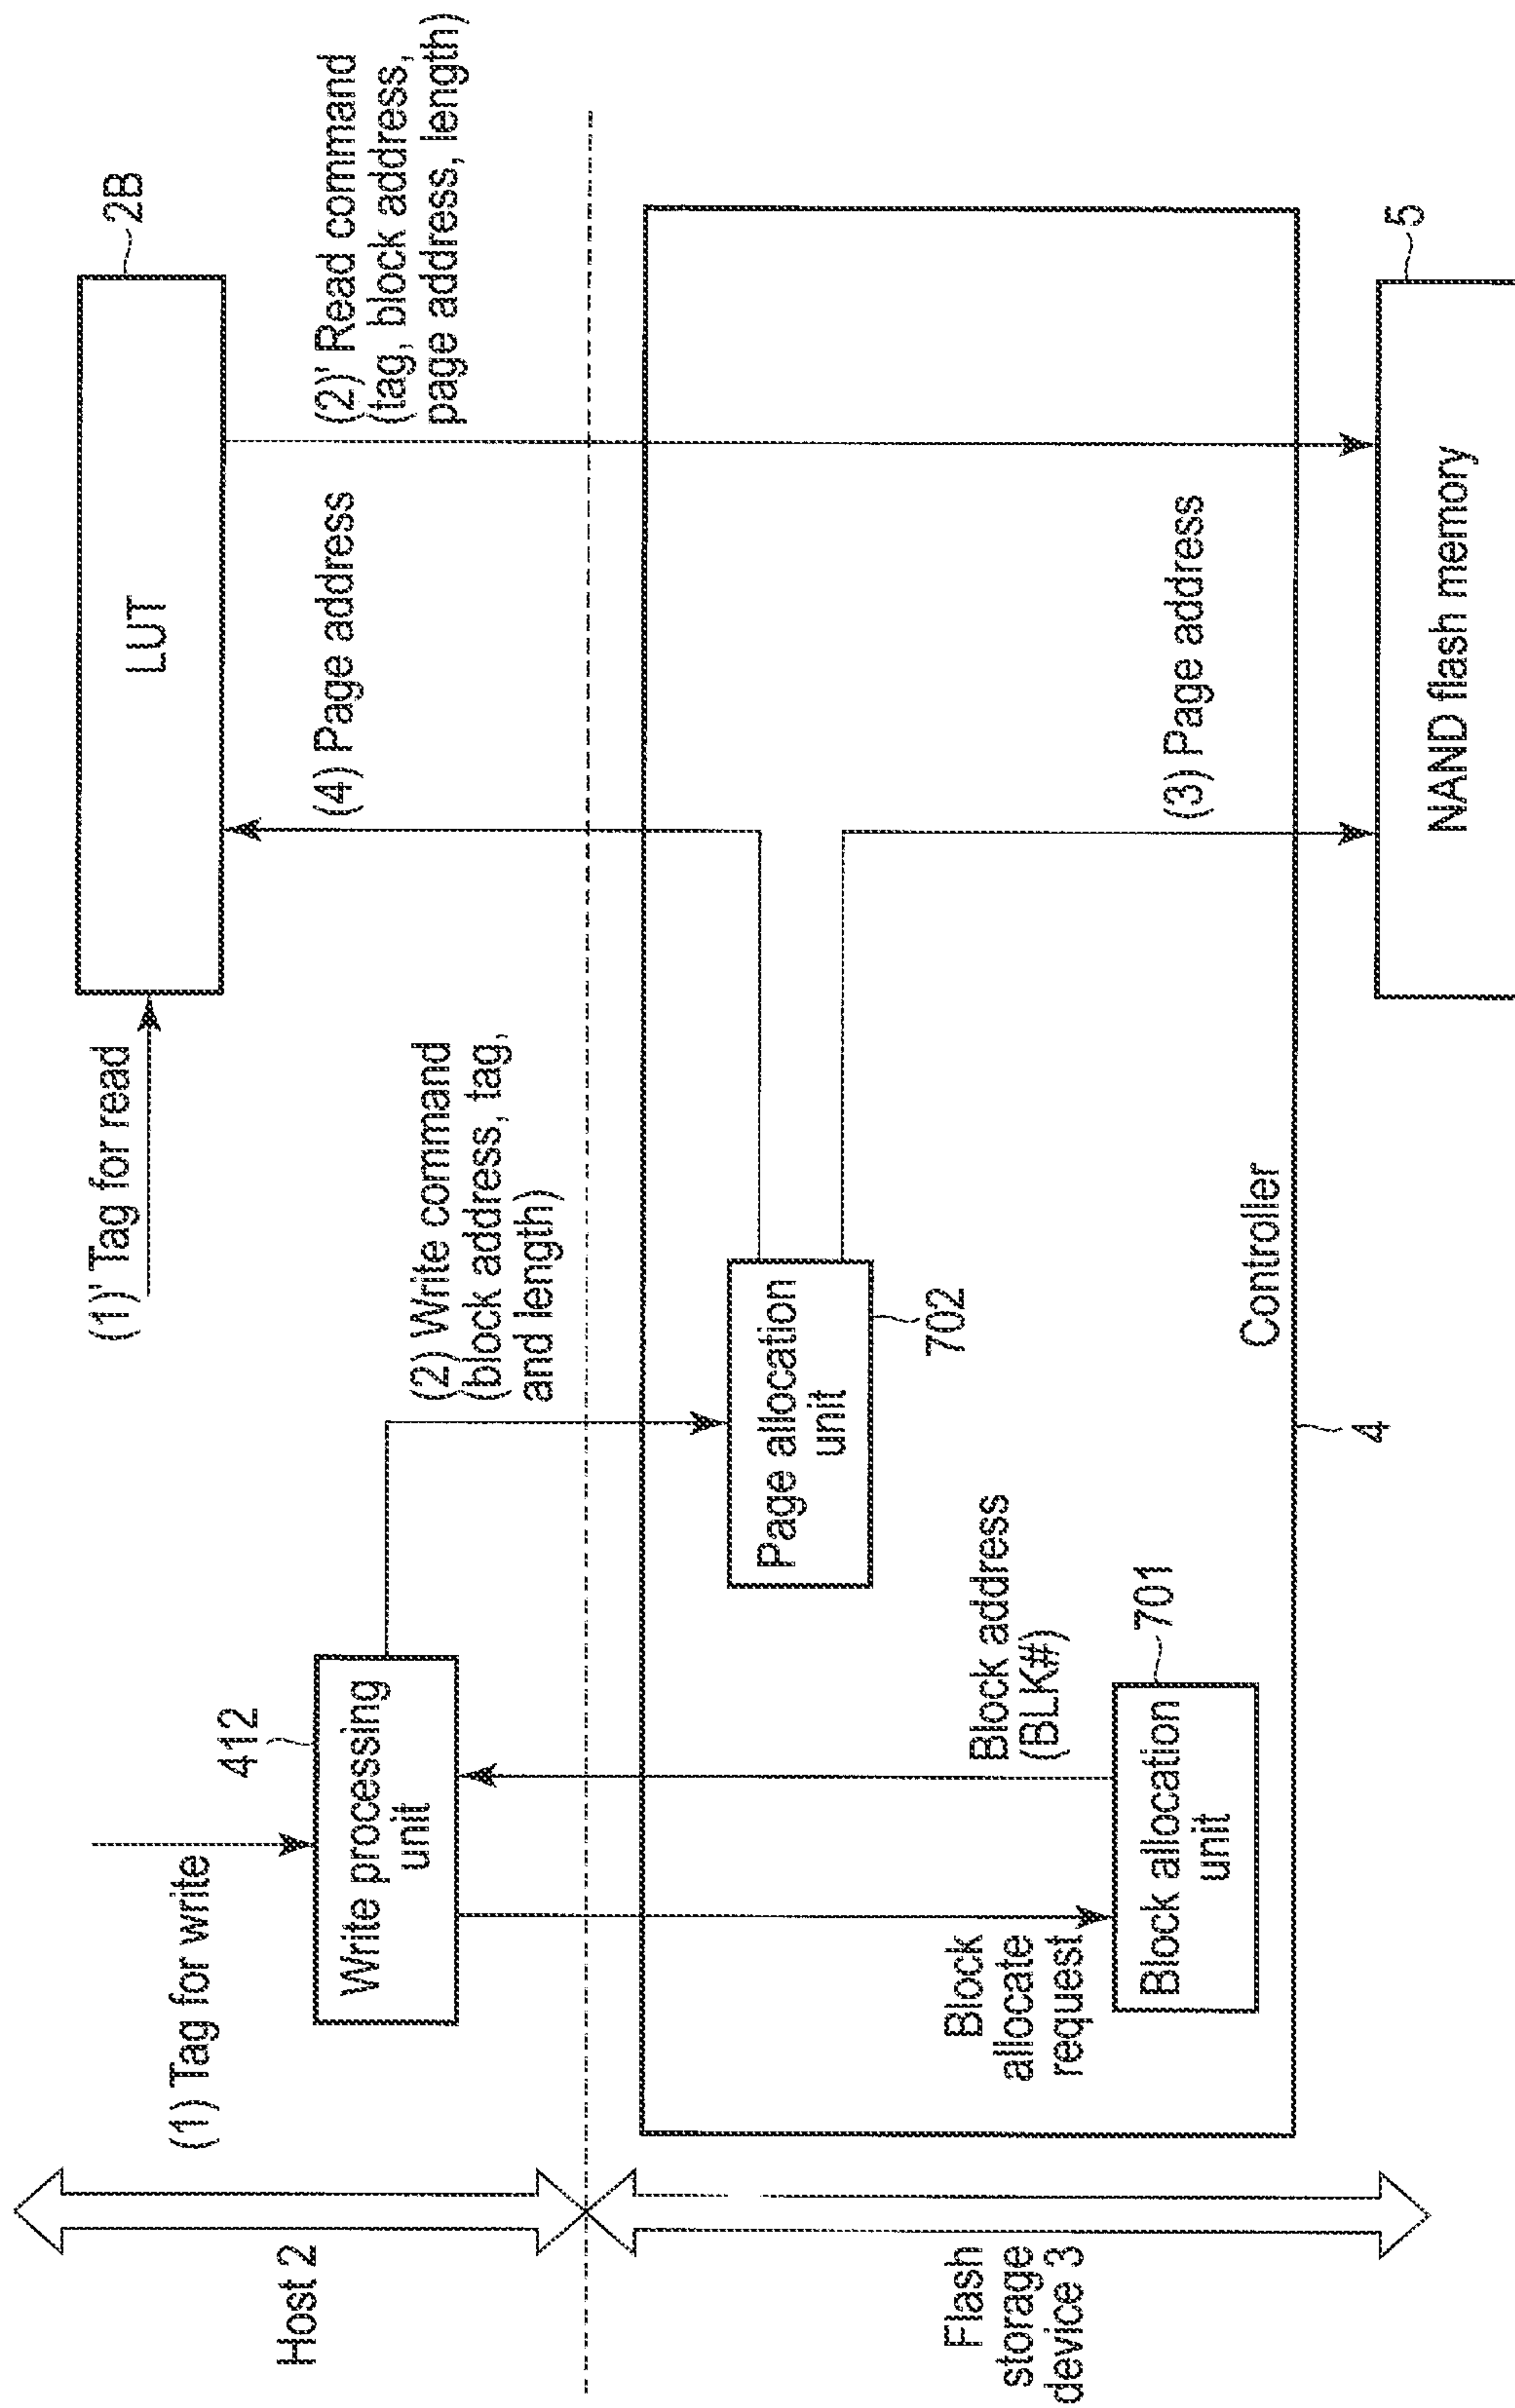 Host 2
Flash
storage
device 3
(1) Tag for write
412
Write processing
unit
(1)' Tag for read
LUT
2B
(2) Write command
(block address, tag,
and length)
(4) Page address
(2)' Read command
(tag, block address,
page address, length)
Block
allocate
request
Block address
(BLK#)
Block allocation
unit
701
Page allocation
unit
702
(3) Page address
Controller
4
NAND flash memory
5